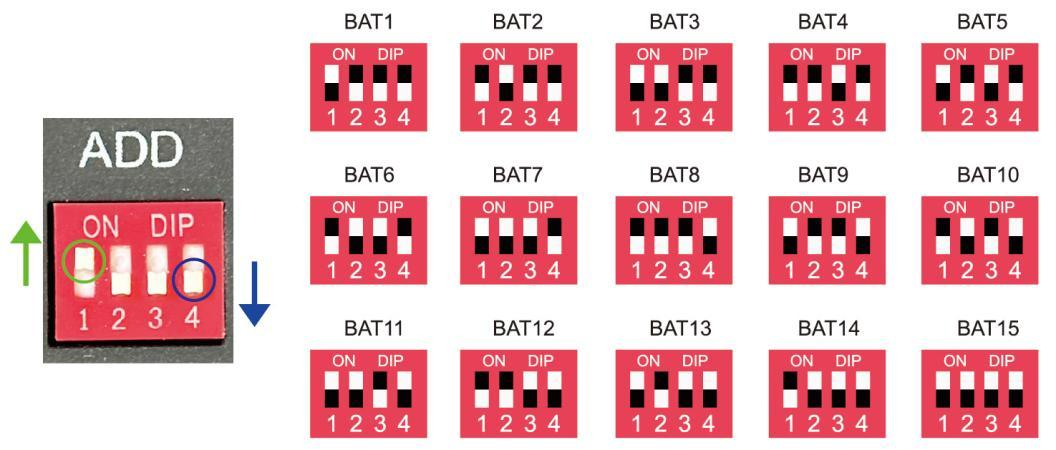 ADD
ON DIP
1 2 3 4
BAT1 BAT2 BAT3 BAT4 BAT5
ON DIP ON DIP ON DIP ON DIP ON DIP
1 2 3 4 1 2 3 4 1 2 3 4 1 2 3 4 1 2 3 4
BAT6 BAT7 BAT8 BAT9 BAT10
ON DIP ON DIP ON DIP ON DIP ON DIP
1 2 3 4 1 2 3 4 1 2 3 4 1 2 3 4 1 2 3 4
BAT11 BAT12 BAT13 BAT14 BAT15
ON DIP ON DIP ON DIP ON DIP ON DIP
1 2 3 4 1 2 3 4 1 2 3 4 1 2 3 4 1 2 3 4